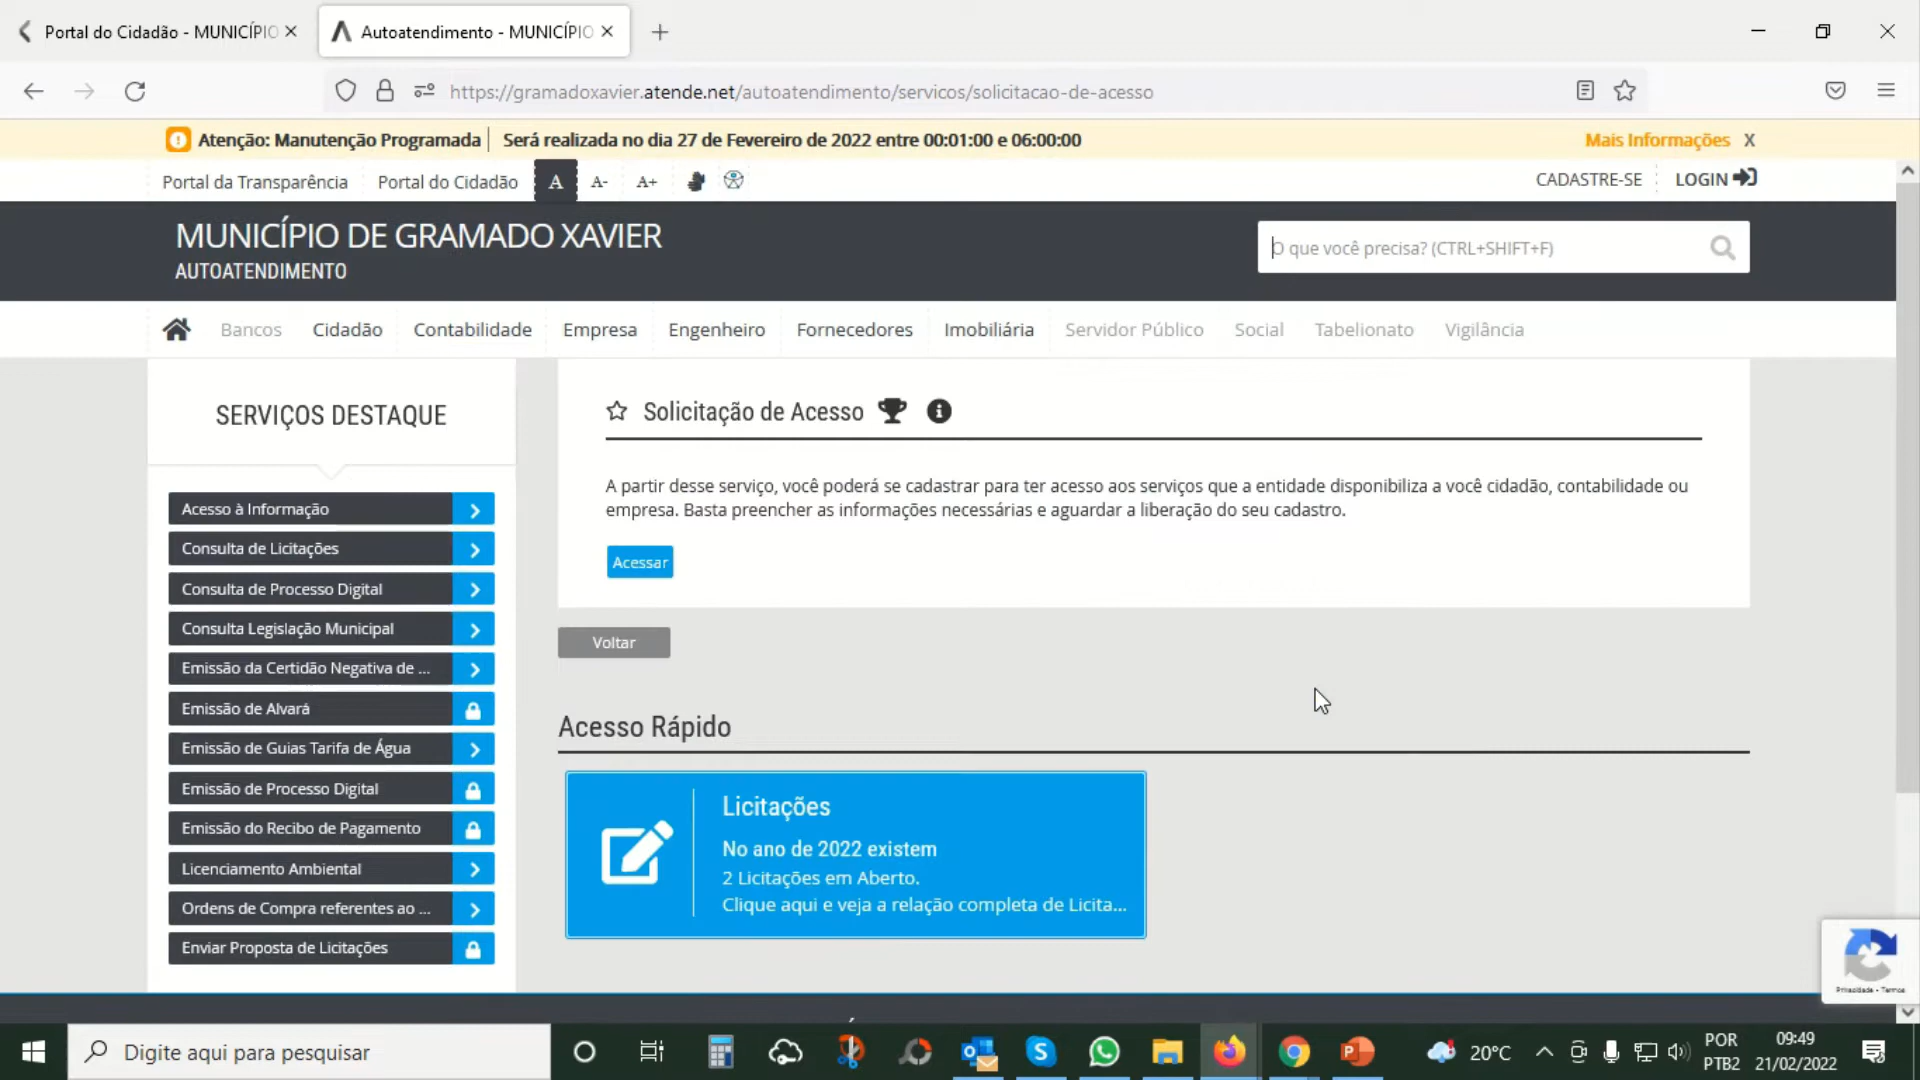 Portal do Cidadão - MUNICÍPIO
Autoatendimento - MUNICÍPIO
https://gramadoxavier.atende.net/autoatendimento/servicos/solicitacao-de-acesso
Atenção: Manutenção Programada
Será realizada no dia 27 de Fevereiro de 2022 entre 00:01:00 e 06:00:00
Mais Informações X
Portal da Transparência
Portal do Cidadão
A A- A+
CADASTRE-SE
LOGIN
MUNICÍPIO DE GRAMADO XAVIER
AUTOATENDIMENTO
O que você precisa? (CTRL+SHIFT+F)
Bancos Cidadão Contabilidade Empresa Engenheiro Fornecedores Imobiliária Servidor Público Social Tabelionato Vigilância
SERVIÇOS DESTAQUE
Acesso à Informação
Consulta de Licitações
Consulta de Processo Digital
Consulta Legislação Municipal
Emissão da Certidão Negativa de ...
Emissão de Alvará
Emissão de Guias Tarifa de Água
Emissão de Processo Digital
Emissão do Recibo de Pagamento
Licenciamento Ambiental
Ordens de Compra referentes ao ...
Enviar Proposta de Licitações
Solicitação de Acesso
A partir desse serviço, você poderá se cadastrar para ter acesso aos serviços que a entidade disponibiliza a você cidadão, contabilidade ou
empresa. Basta preencher as informações necessárias e aguardar a liberação do seu cadastro.
Acessar
Voltar
Acesso Rápido
Licitações
No ano de 2022 existem
2 Licitações em Aberto.
Clique aqui e veja a relação completa de Licita...
Privacidade - Termos
Digite aqui para pesquisar
20°C
POR
PTB2
09:49
21/02/2022